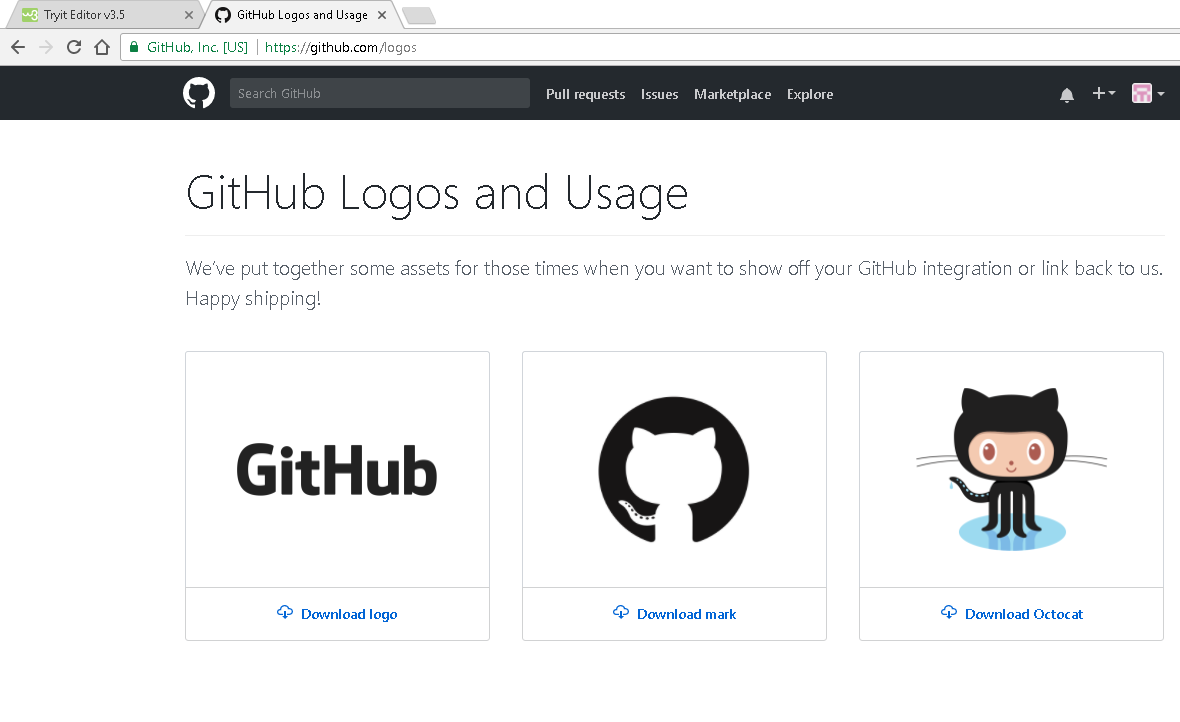 w3 Tryit Editor v3.5
GitHub Logos and Usage
GitHub, Inc. [US] https://github.com/logos
Search GitHub
Pull requests Issues Marketplace Explore
GitHub Logos and Usage
We’ve put together some assets for those times when you want to show off your GitHub integration or link back to us.
Happy shipping!
GitHub
Download logo
Download mark
Download Octocat